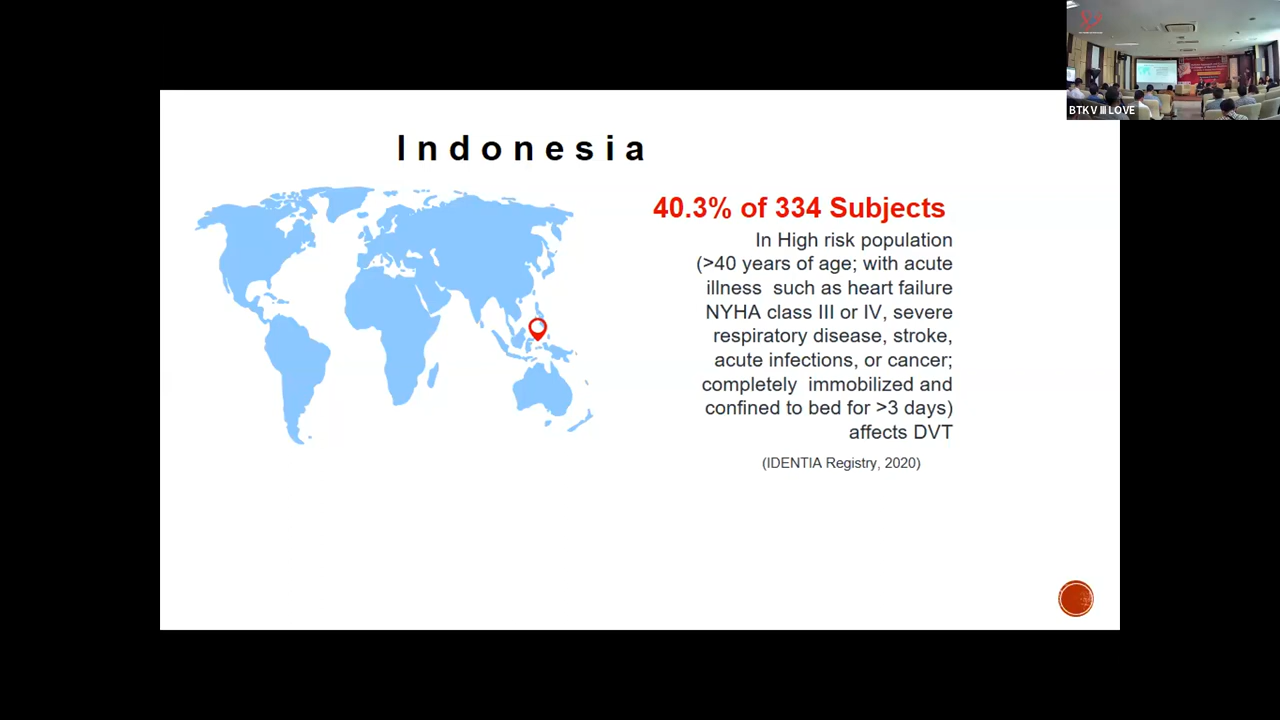 BTKV III LOVE
Indonesia
40.3% of 334 Subjects
In High risk population
(>40 years of age; with acute
illness such as heart failure
NYHA class III or IV, severe
respiratory disease, stroke,
acute infections, or cancer;
completely immobilized and
confined to bed for >3 days)
affects DVT
(IDENTIA Registry, 2020)